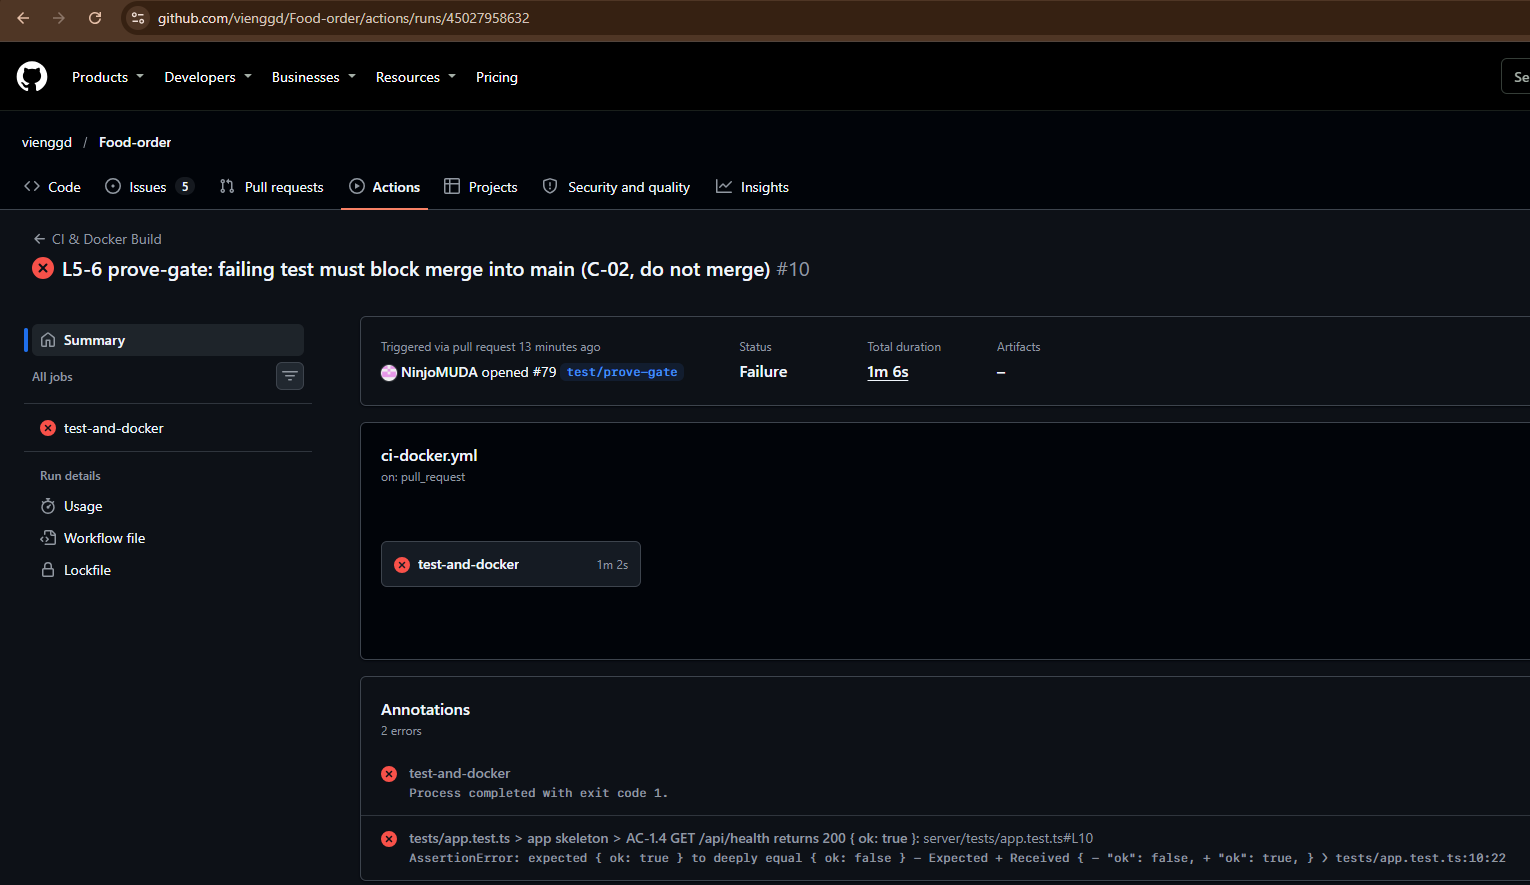 github.com/vienggd/Food-order/actions/runs/45027958632
Products Developers Businesses Resources Pricing
Se
vienggd / Food-order
Code Issues 5 Pull requests Actions Projects Security and quality Insights
← CI & Docker Build
L5-6 prove-gate: failing test must block merge into main (C-02, do not merge) #10
Summary
All jobs
test-and-docker
Run details
Usage
Workflow file
Lockfile
Triggered via pull request 13 minutes ago
NinjoMUDA opened #79 test/prove-gate
Status
Failure
Total duration
1m 6s
Artifacts
–
ci-docker.yml
on: pull_request
test-and-docker 1m 2s
Annotations
2 errors
test-and-docker
Process completed with exit code 1.
tests/app.test.ts > app skeleton > AC-1.4 GET /api/health returns 200 { ok: true }: server/tests/app.test.ts#L10
AssertionError: expected { ok: true } to deeply equal { ok: false } - Expected + Received { - "ok": false, + "ok": true, } ❯ tests/app.test.ts:10:22